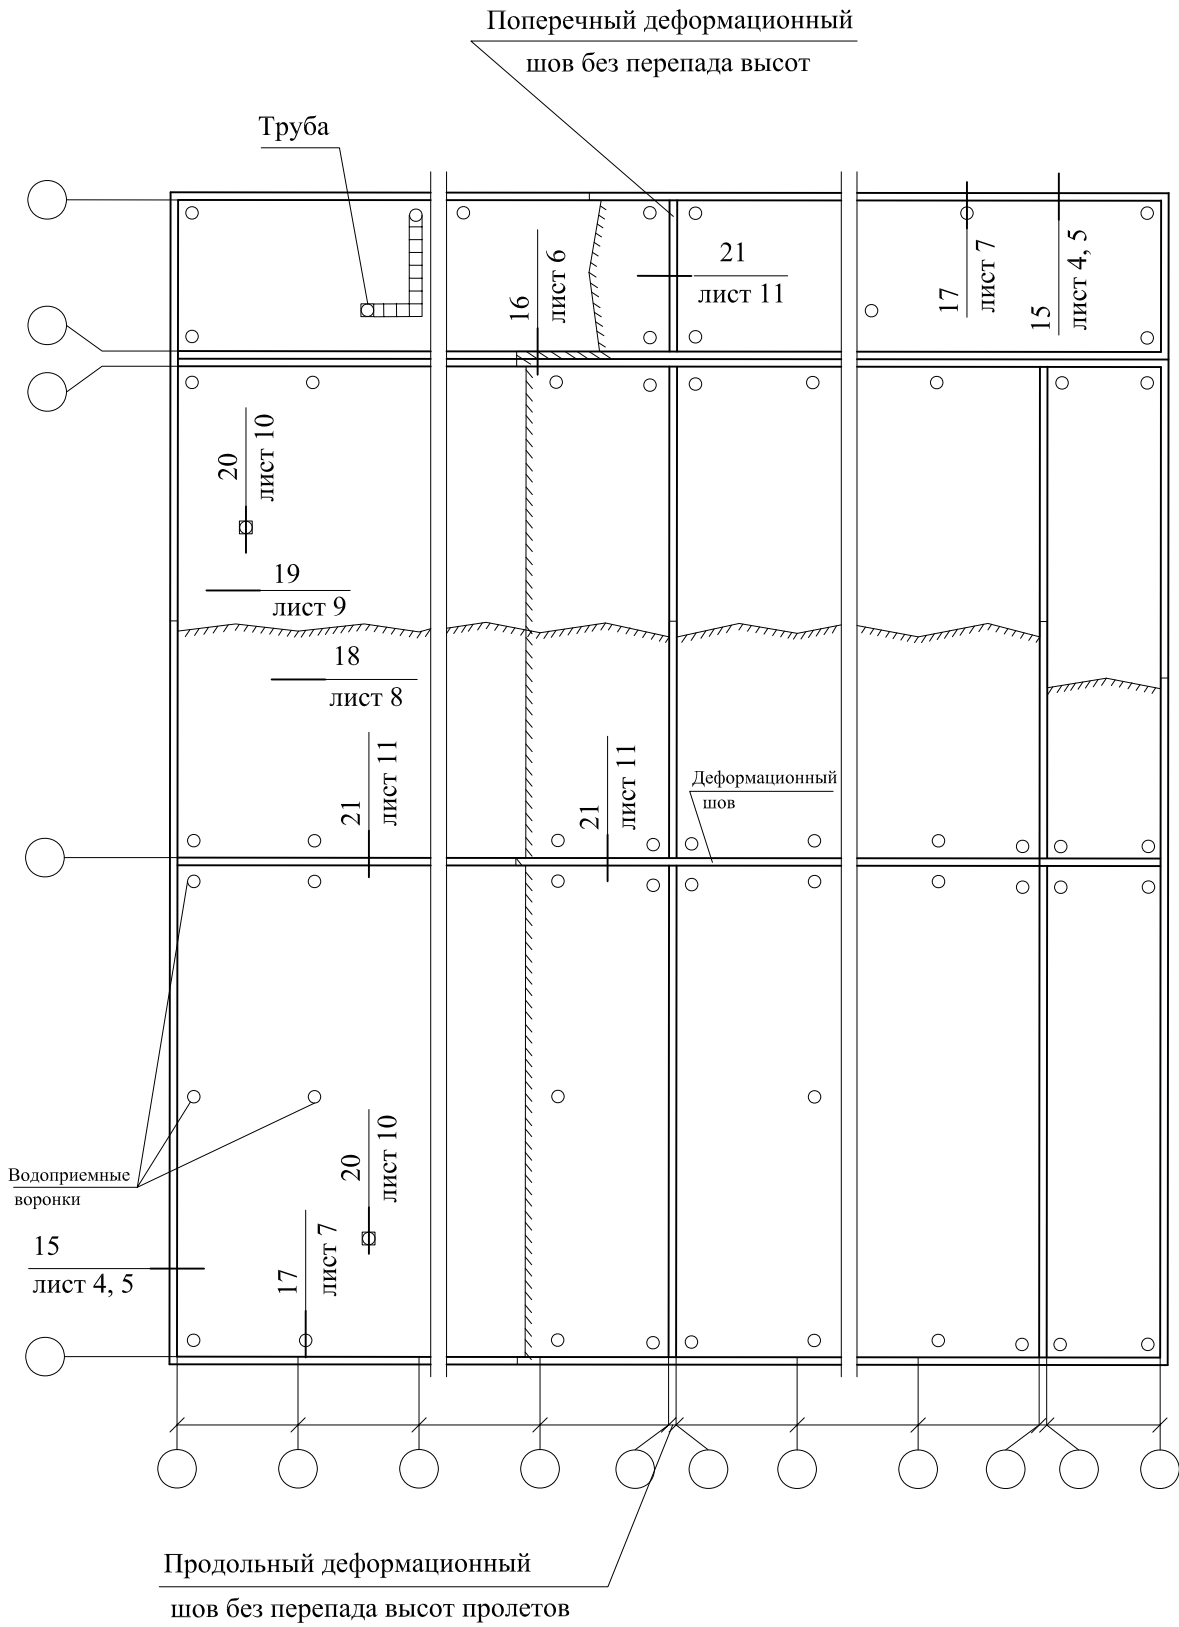 Поперечный деформационный
шов без перепада высот
Труба
16
лист 6
21
лист 11
17
лист 7
15
лист 4, 5
20
лист 10
19
лист 9
18
лист 8
21
лист 11
21
лист 11
Деформационный
шов
Водоприемные
воронки
20
лист 10
15
лист 4, 5
17
лист 7
Продольный деформационный
шов без перепада высот пролетов